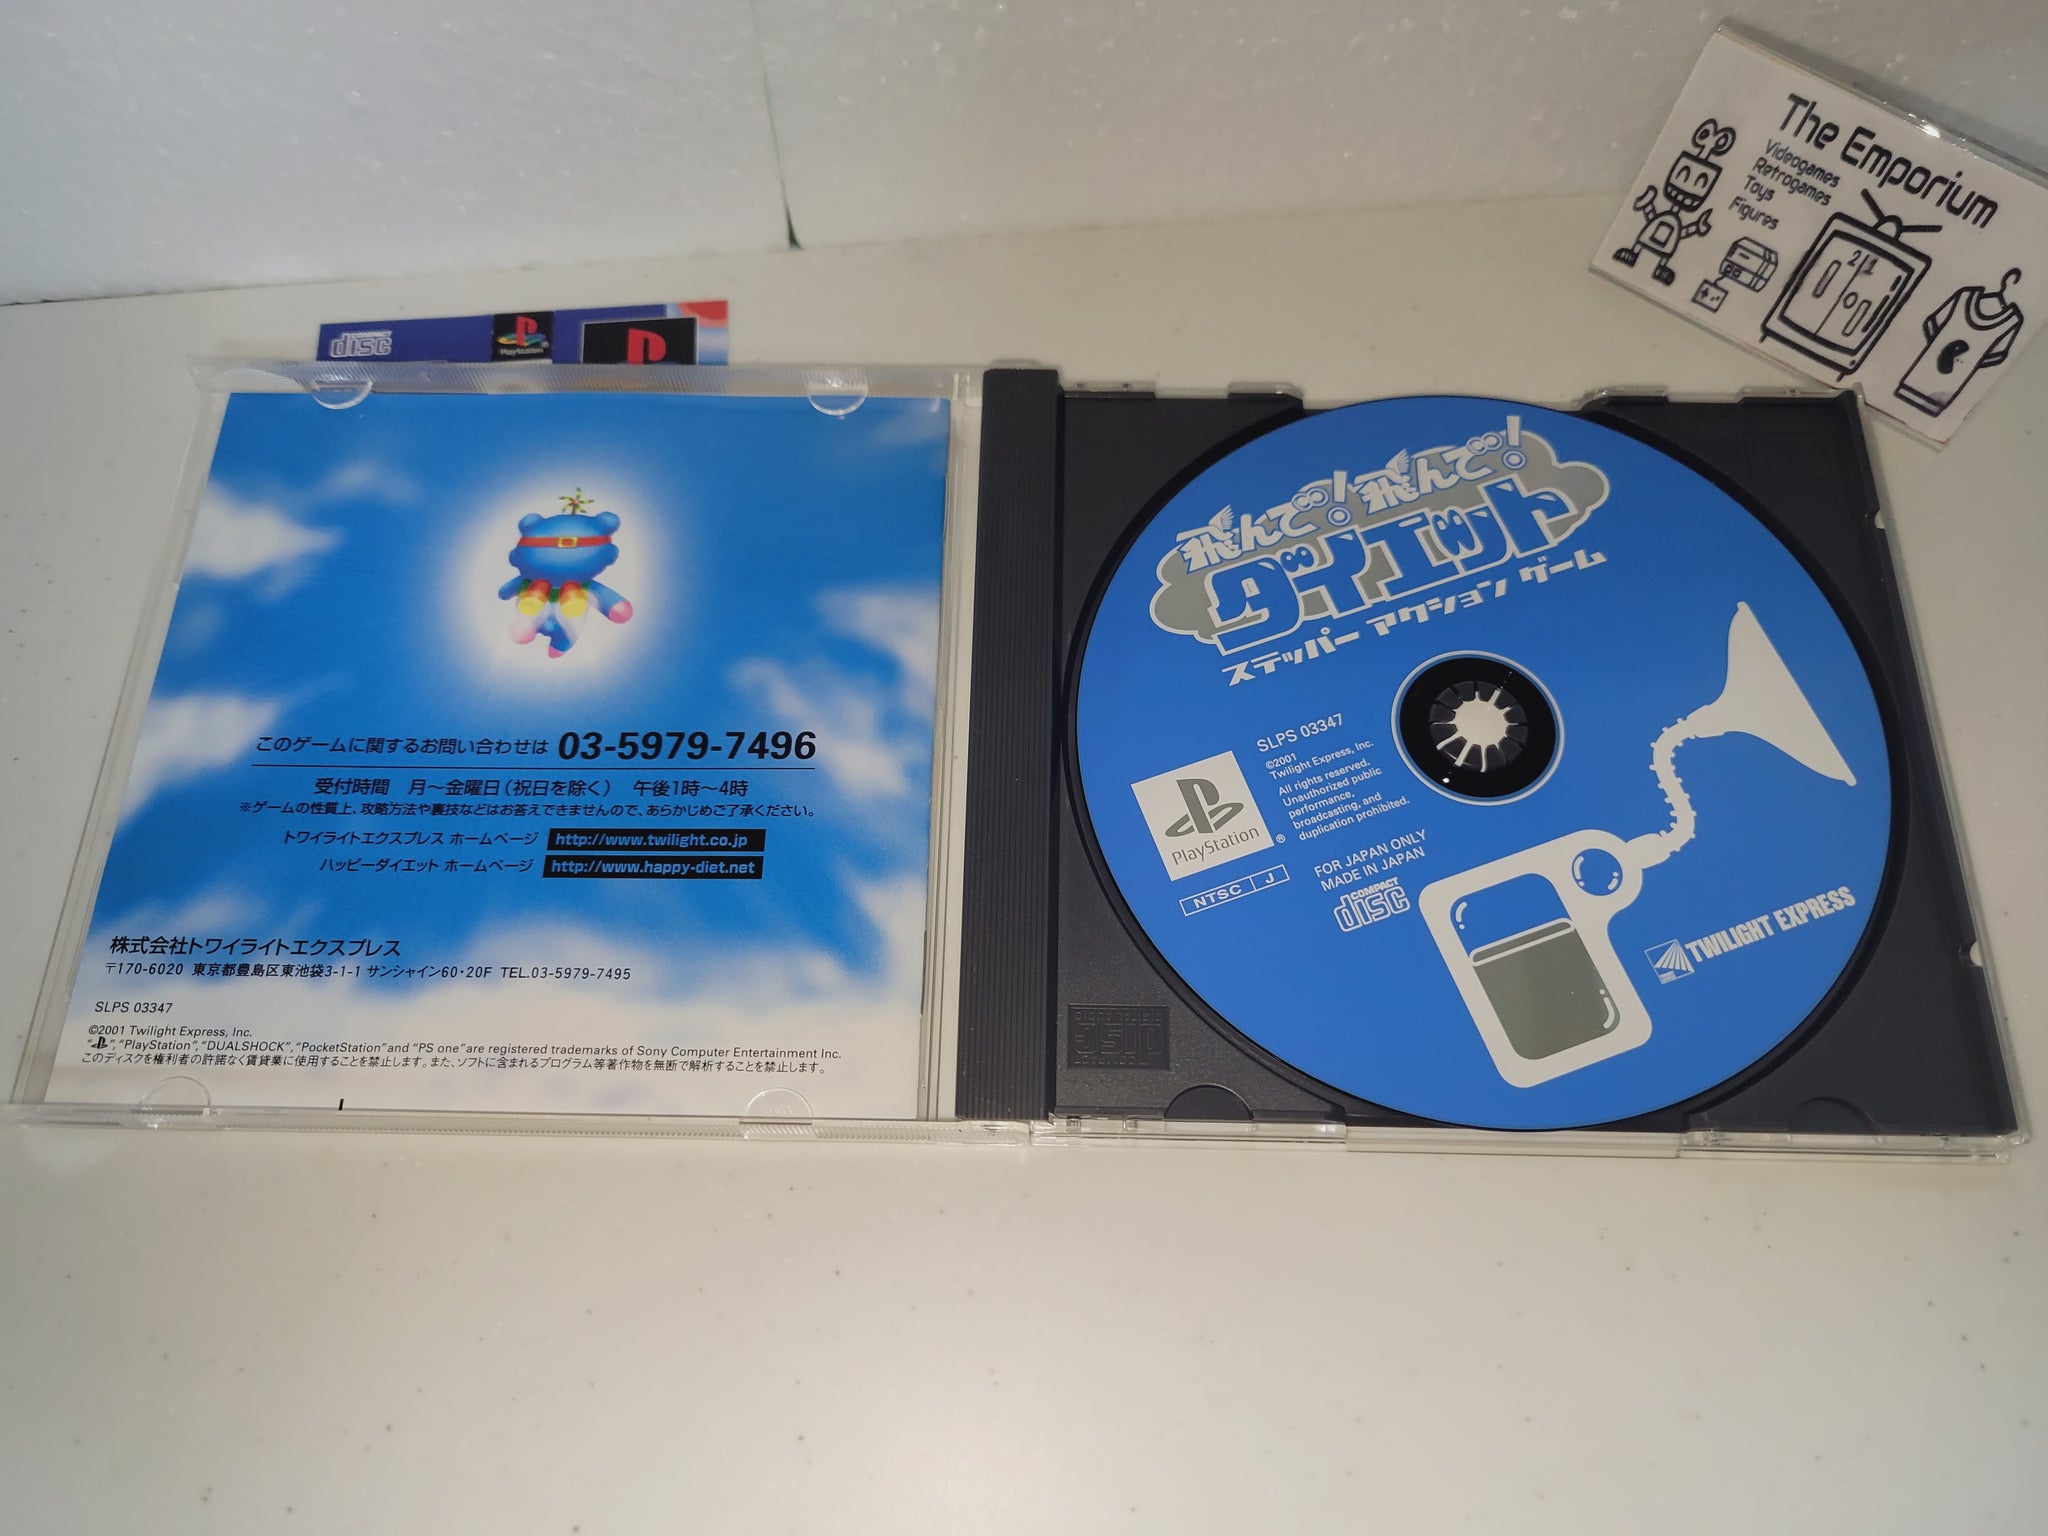 The Emporium
Videogames
Retrogames
Toys
Figures
21
COMPACT
disc
PlayStation
このゲームに関するお問い合わせは 03-5979-7496
受付時間 月～金曜日(祝日を除く) 午後1時～4時
※ゲームの性質上、攻略方法や裏技などはお答えできませんので、あらかじめご了承ください。
トワイライトエクスプレス ホームページ http://www.twilight.co.jp
ハッピーダイエット ホームページ http://www.happy-diet.net
株式会社トワイライトエクスプレス
〒170-6020 東京都豊島区東池袋3-1-1 サンシャイン60・20F TEL.03-5979-7495
SLPS 03347
©2001 Twilight Express, Inc.
"PS", "PlayStation", "DUALSHOCK", "PocketStation" and "PS one" are registered trademarks of Sony Computer Entertainment Inc.
このディスクを権利者の許諾なく賃貸業に使用することを禁止します。また、ソフトに含まれるプログラム等著作物を無断で解析することを禁止します。
飛んで!飛んで!
ダイエット
ステッパー アクション ゲーム
SLPS 03347
©2001
Twilight Express, Inc.
All rights reserved.
Unauthorized public
performance,
broadcasting, and
duplication prohibited.
PlayStation®
NTSC J
FOR JAPAN ONLY
MADE IN JAPAN
COMPACT
disc
TWILIGHT EXPRESS
COMPACT
disc
DIGITAL AUDIO